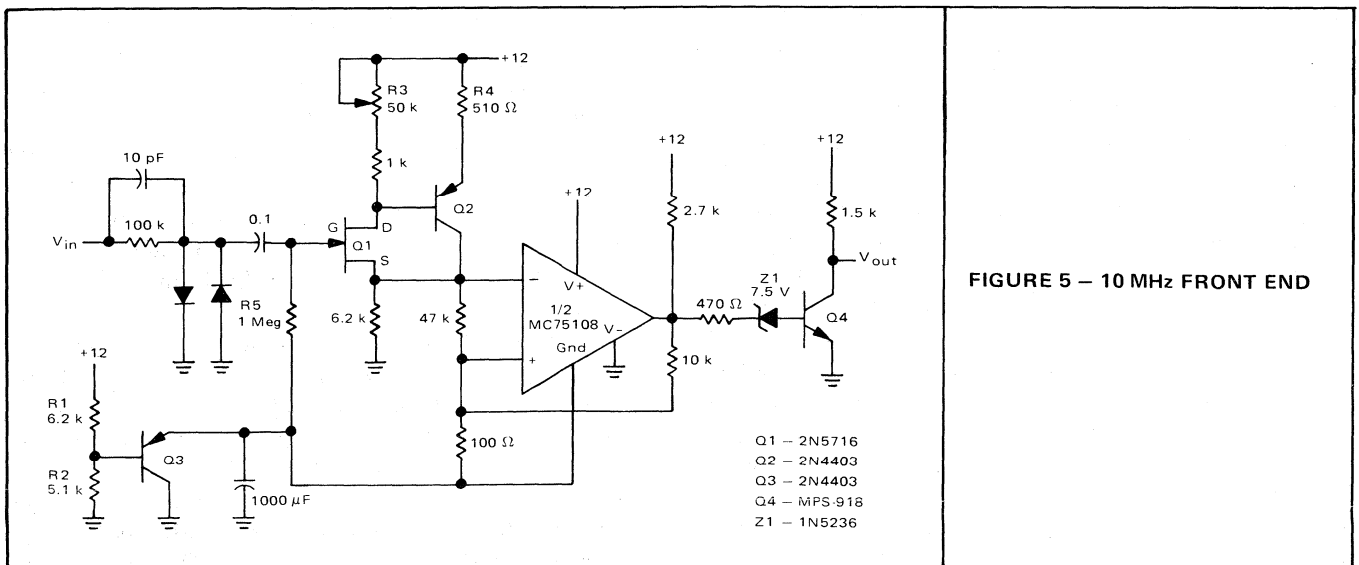 +12
R3
50 k
R4
510 Ω
10 pF
1 k
+12
+12
+12
2.7 k
1.5 k
100 k
0.1
G
D
Q2
Vin
Q1
S
Vout
R5
1 Meg
6.2 k
47 k
−
V+
1/2
MC75108
V−
Gnd
+
470 Ω
Z1
7.5 V
Q4
10 k
+12
R1
6.2 k
Q3
R2
5.1 k
1000 μF
100 Ω
Q1 – 2N5716
Q2 – 2N4403
Q3 – 2N4403
Q4 – MPS-918
Z1 – 1N5236
FIGURE 5 – 10 MHz FRONT END